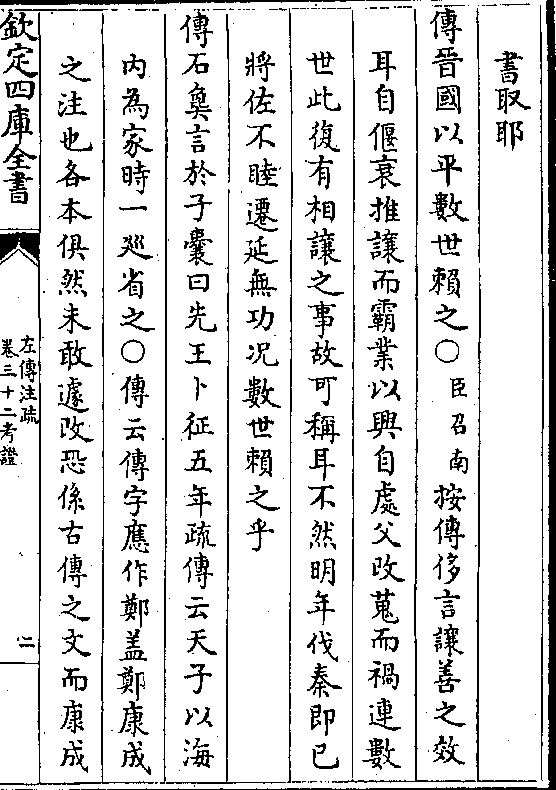 書取耶
傳晉國以平數世賴之〇臣召南按傳侈言讓善之效
耳自偃衰推讓而霸業以興自處父改蒐而禍連數
世此復有相讓之事故可稱耳不然明年伐秦即已
將佐不睦遷延無功况數世賴之乎
傳石㚟言於子囊曰先王卜征五年疏傳云天子以海
內為家時一廵省之〇傳云傳字應作鄭盖鄭康成
之注也各本俱然未敢遽改恐係古傳之文而康成
欽定四庫全書
左傳注疏
卷三十二考證
二